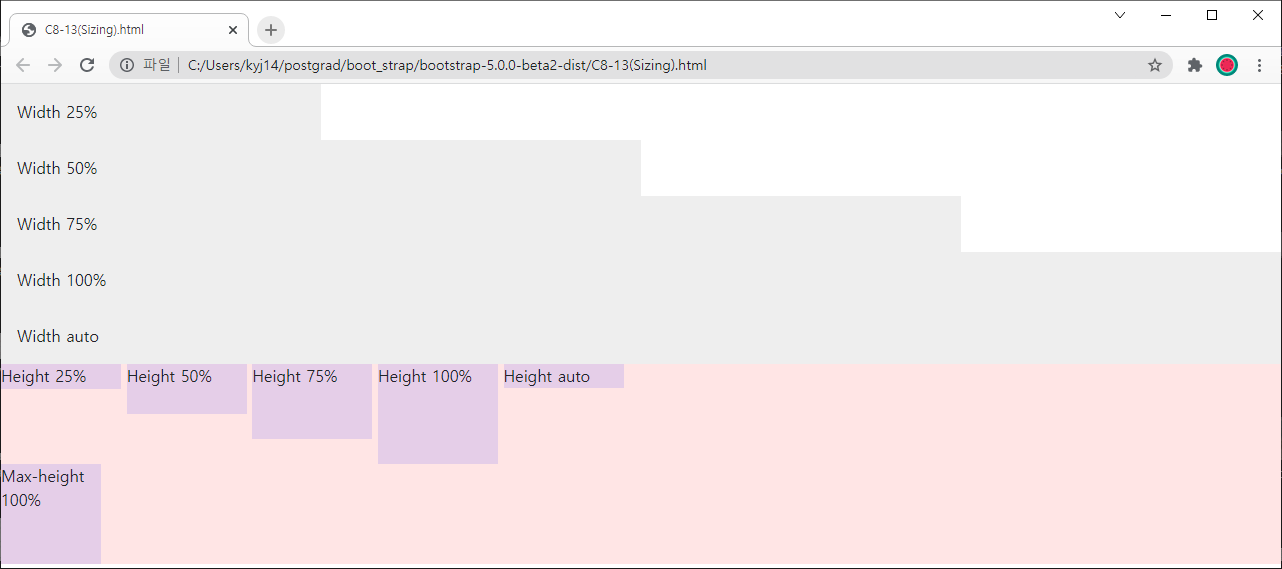 C8-13(Sizing).html
파일 C:/Users/kyj14/postgrad/boot_strap/bootstrap-5.0.0-beta2-dist/C8-13(Sizing).html
Width 25%
Width 50%
Width 75%
Width 100%
Width auto
Height 25% Height 50% Height 75% Height 100% Height auto
Max-height
100%